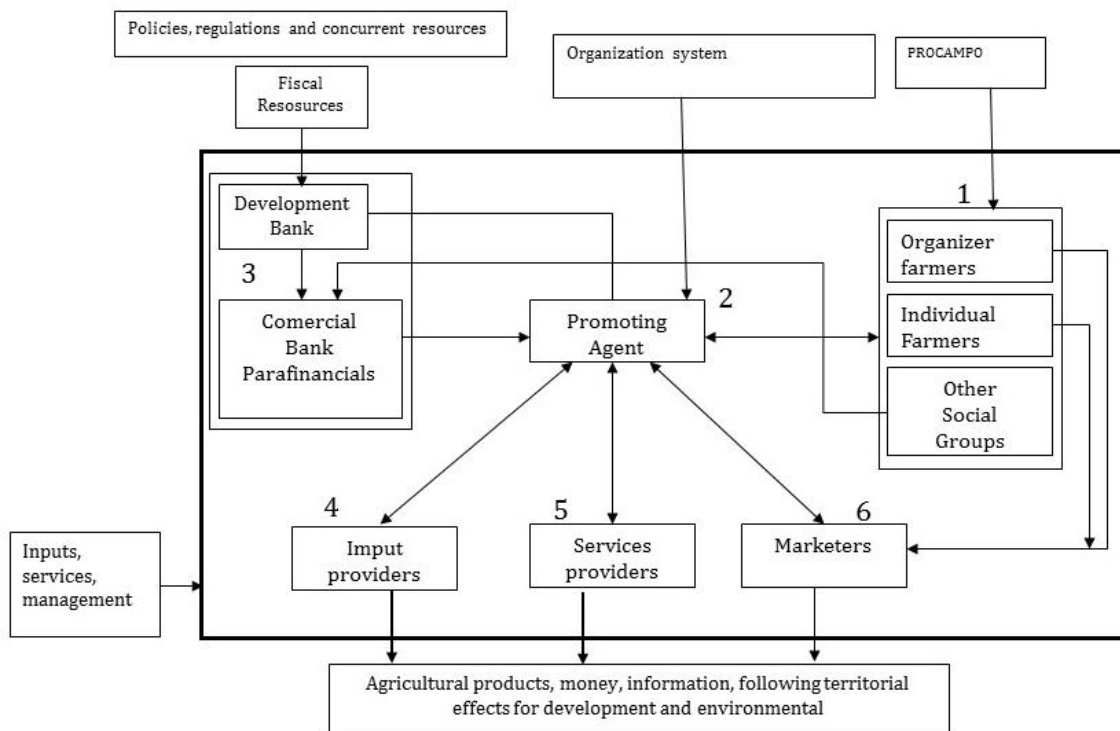 Policies, regulations and concurrent resources
Organization system
PROCAMPO
Fiscal
Resosurces
Development
Bank
3
Comercial
Bank
Parafinancials
2
Promoting
Agent
1
Organizer
farmers
Individual
Farmers
Other
Social
Groups
4
Imput
providers
5
Services
providers
6
Marketers
Inputs,
services,
management
Agricultural products, money, information, following territorial
effects for development and environmental